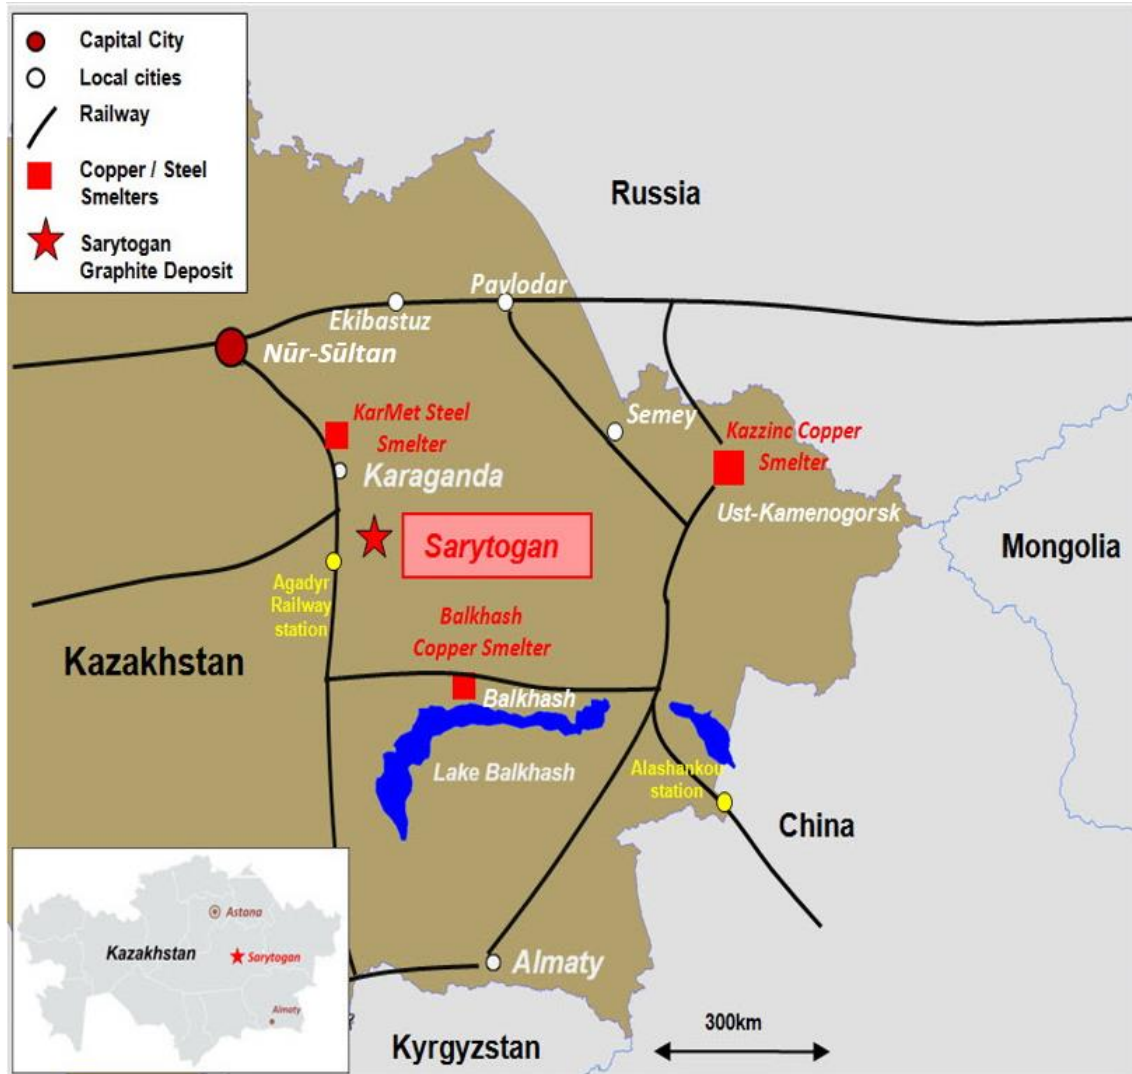 Capital City
Local cities
Railway
Copper / Steel
Smelters
Sarytogan
Graphite Deposit
Russia
Pavlodar
Ekibastuz
Nūr-Sūltan
KarMet Steel
Smelter
Semey
Kazzinc Copper
Smelter
Karaganda
Ust-Kamenogorsk
Sarytogan
Mongolia
Agadyr
Railway
station
Balkhash
Copper Smelter
Kazakhstan
Balkhash
Lake Balkhash
Alashankou
station
China
Almaty
300km
Kyrgyzstan
Astana
Kazakhstan
Sarytogan
Almaty